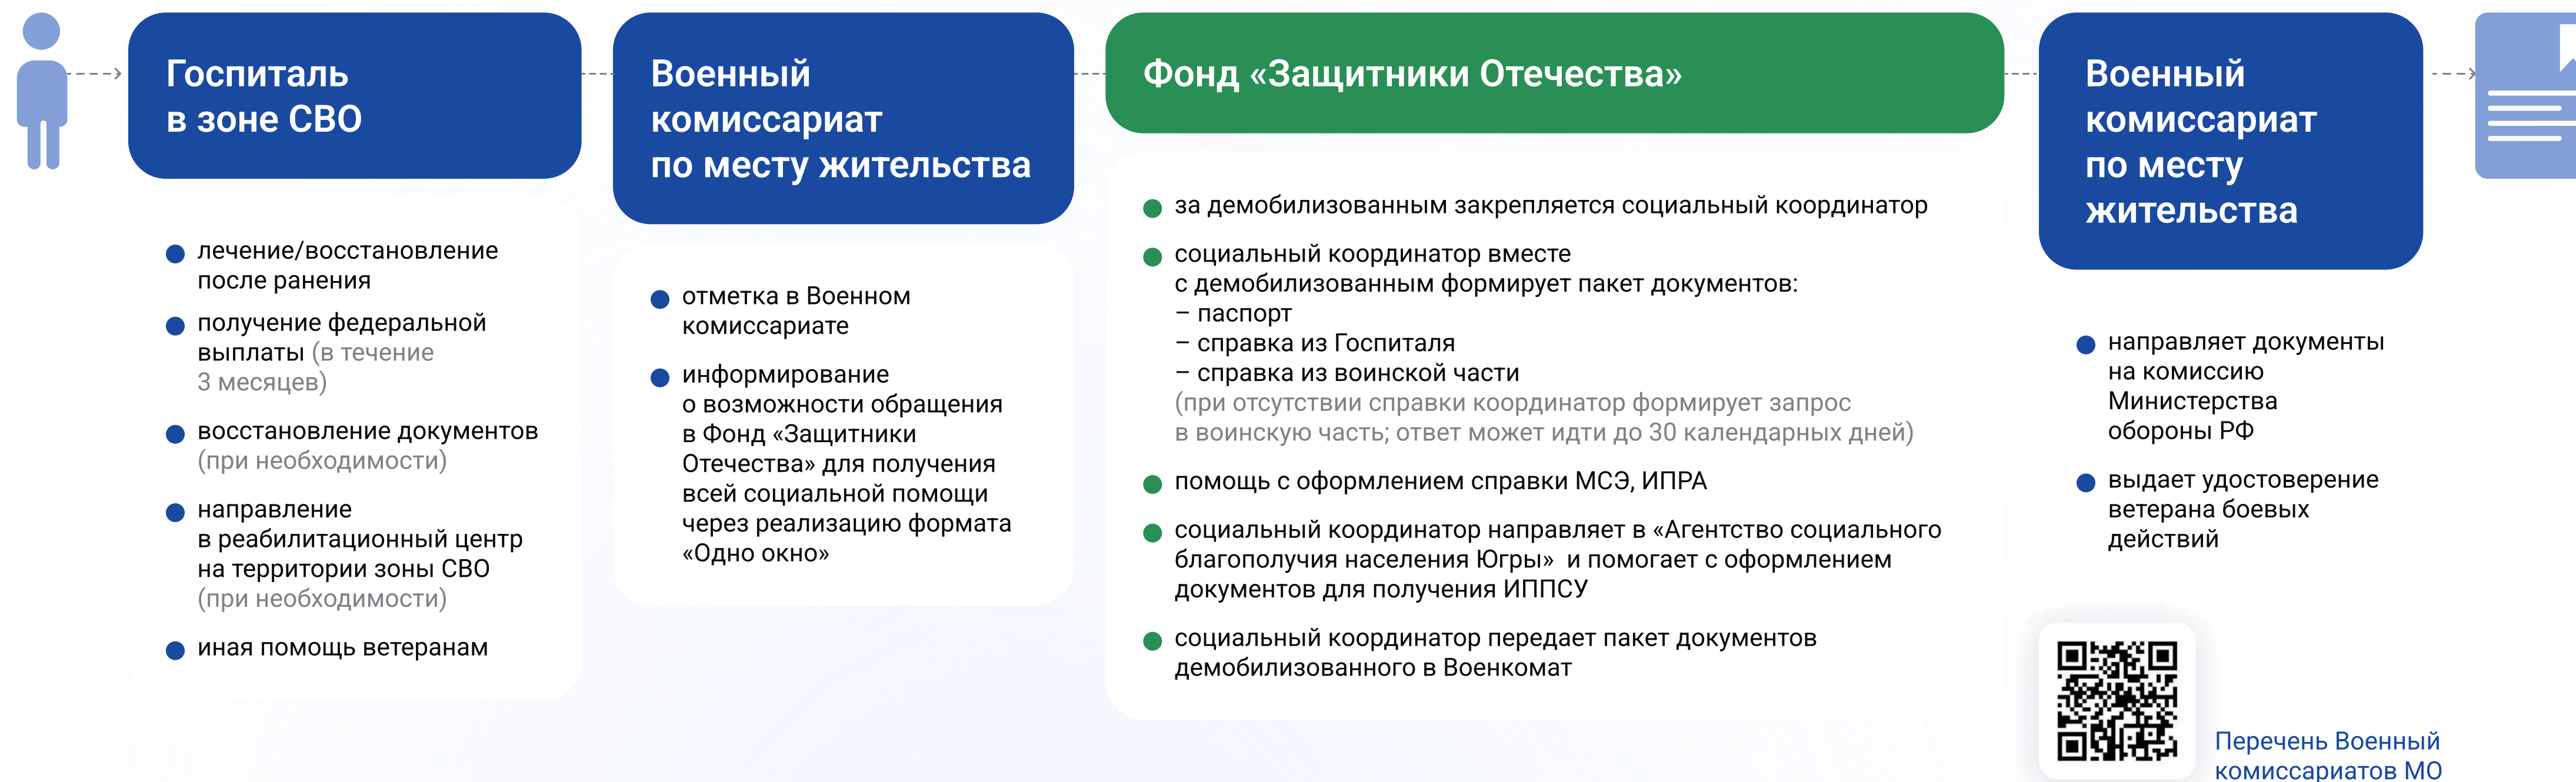 Госпиталь
в зоне СВО
лечение/восстановление
после ранения
получение федеральной
выплаты (в течение
3 месяцев)
восстановление документов
(при необходимости)
направление
в реабилитационный центр
на территории зоны СВО
(при необходимости)
иная помощь ветеранам
Военный
комиссариат
по месту жительства
отметка в Военном
комиссариате
информирование
о возможности обращения
в Фонд «Защитники
Отечества» для получения
всей социальной помощи
через реализацию формата
«Одно окно»
Фонд «Защитники Отечества»
за демобилизованным закрепляется социальный координатор
социальный координатор вместе
с демобилизованным формирует пакет документов:
– паспорт
– справка из Госпиталя
– справка из воинской части
(при отсутствии справки координатор формирует запрос
в воинскую часть; ответ может идти до 30 календарных дней)
помощь с оформлением справки МСЭ, ИПРА
социальный координатор направляет в «Агентство социального
благополучия населения Югры» и помогает с оформлением
документов для получения ИППСУ
социальный координатор передает пакет документов
демобилизованного в Военкомат
Военный
комиссариат
по месту
жительства
направляет документы
на комиссию
Министерства
обороны РФ
выдает удостоверение
ветерана боевых
действий
Перечень Военный
комиссариатов МО